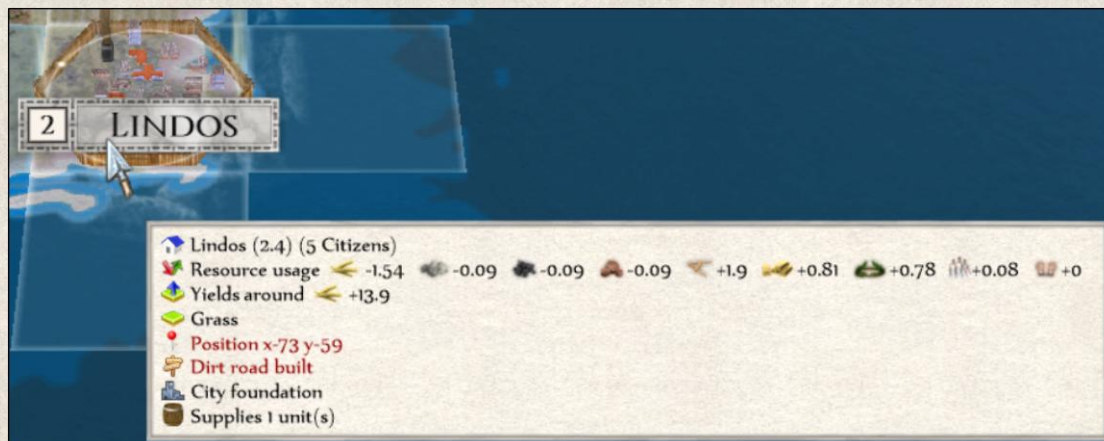 2 LINDOS
Lindos (2.4) (5 Citizens)
Resource usage -1.54 -0.09 -0.09 -0.09 +1.9 +0.81 +0.78 +0.08 +0
Yields around +13.9
Grass
Position x-73 y-59
Dirt road built
City foundation
Supplies 1 unit(s)